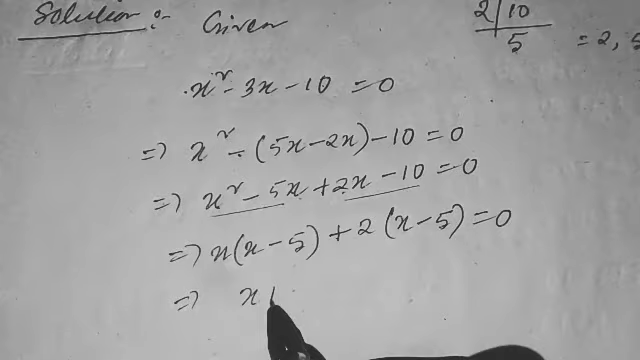 Solution :- Given
2 | 10
5 = 2, 5
x² - 3x - 10 = 0
=> x² - (5x - 2x) - 10 = 0
=> x² - 5x + 2x - 10 = 0
=> x(x - 5) + 2(x - 5) = 0
=> x